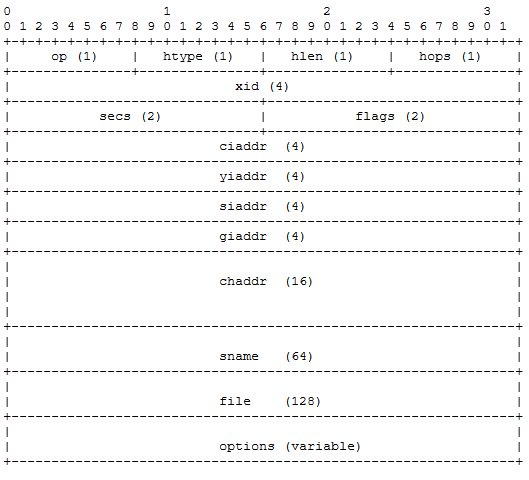 0                   1                   2                   3
0 1 2 3 4 5 6 7 8 9 0 1 2 3 4 5 6 7 8 9 0 1 2 3 4 5 6 7 8 9 0 1
+-+-+-+-+-+-+-+-+-+-+-+-+-+-+-+-+-+-+-+-+-+-+-+-+-+-+-+-+-+-+-+-+
|     op (1)    |   htype (1)   |   hlen (1)    |   hops (1)    |
+---------------+---------------+---------------+---------------+
|                            xid (4)                            |
+-------------------------------+-------------------------------+
|           secs (2)            |           flags (2)           |
+-------------------------------+-------------------------------+
|                          ciaddr  (4)                          |
+---------------------------------------------------------------+
|                          yiaddr  (4)                          |
+---------------------------------------------------------------+
|                          siaddr  (4)                          |
+---------------------------------------------------------------+
|                          giaddr  (4)                          |
+---------------------------------------------------------------+
|                                                               |
|                          chaddr  (16)                         |
|                                                               |
|                                                               |
+---------------------------------------------------------------+
|                                                               |
|                          sname   (64)                         |
+---------------------------------------------------------------+
|                                                               |
|                          file    (128)                        |
+---------------------------------------------------------------+
|                                                               |
|                          options (variable)                   |
+---------------------------------------------------------------+